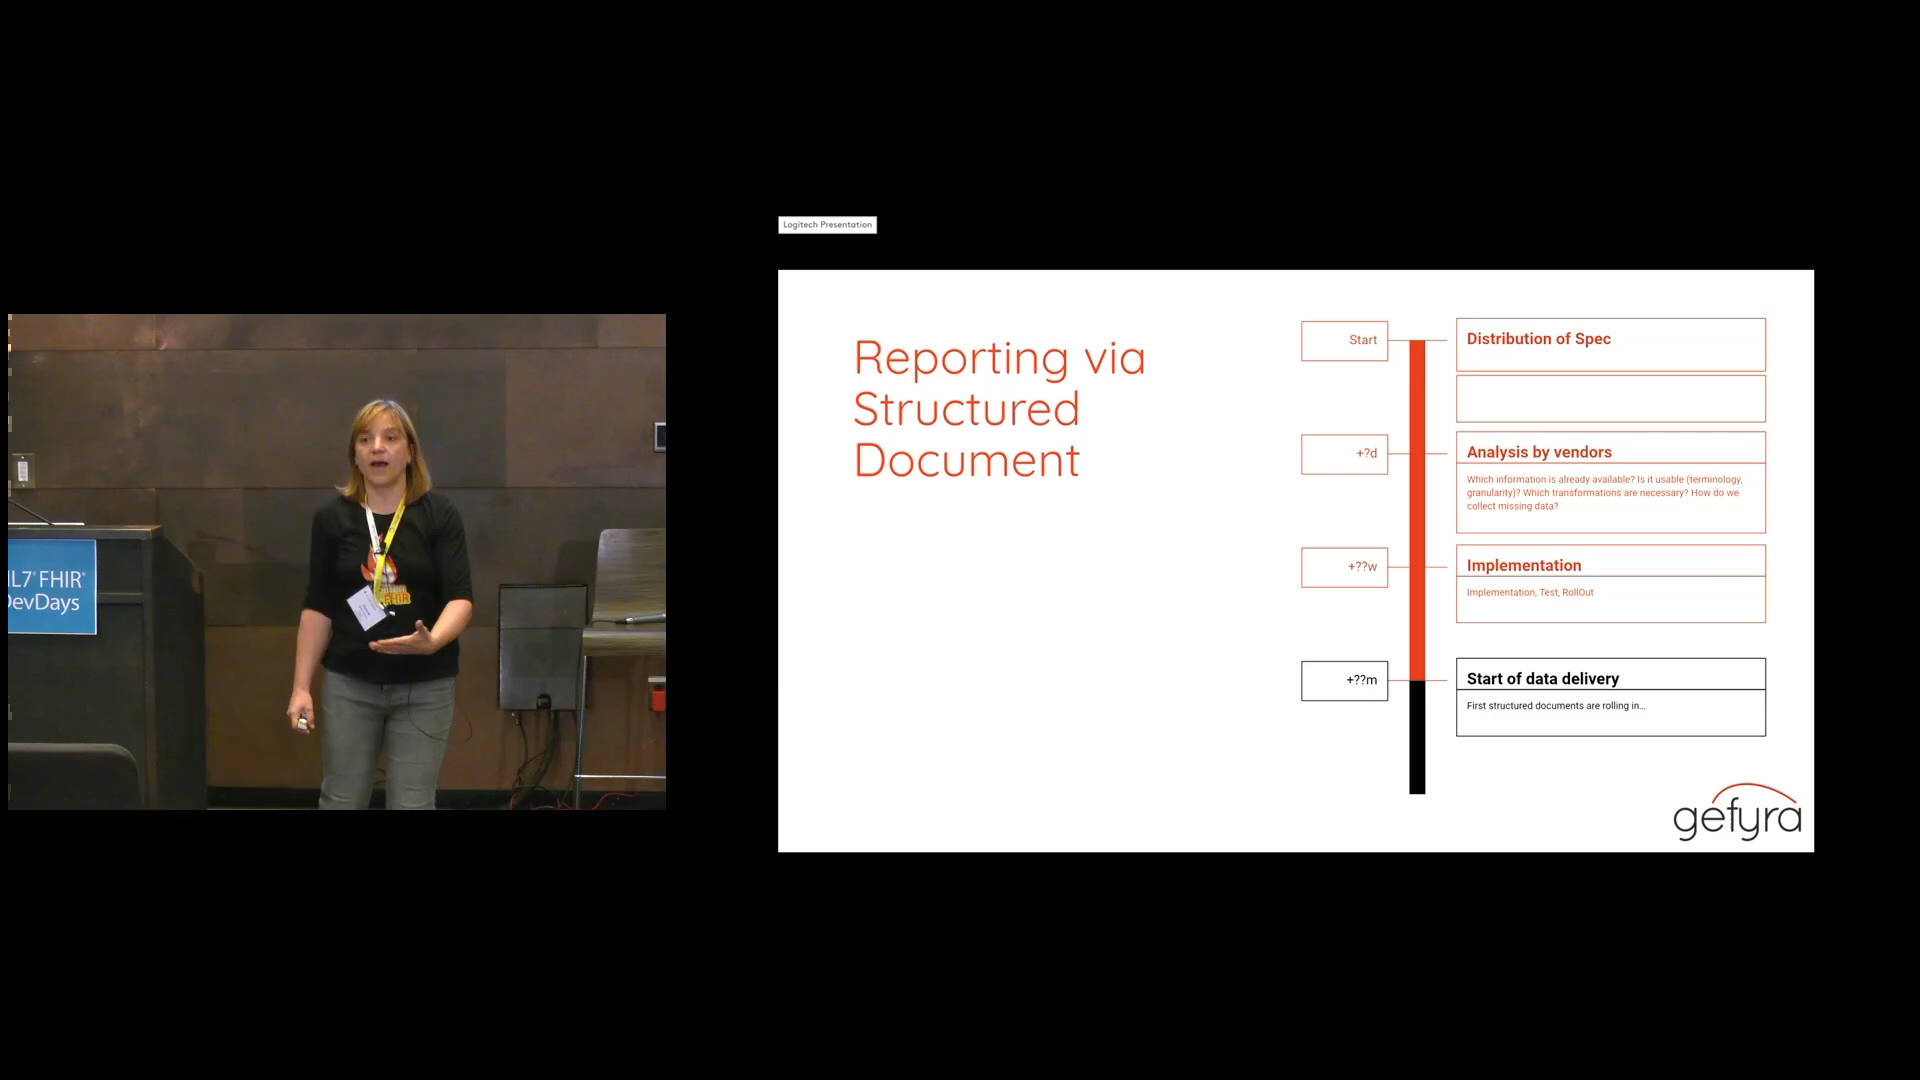 Logitech Presentation
Reporting via
Structured
Document
Start
Distribution of Spec
+?d
Analysis by vendors
Which information is already available? Is it usable (terminology,
granularity)? Which transformations are necessary? How do we
collect missing data?
+??w
Implementation
Implementation, Test, RollOut
+??m
Start of data delivery
First structured documents are rolling in...
gefyra
L7® FHIR®
DevDays